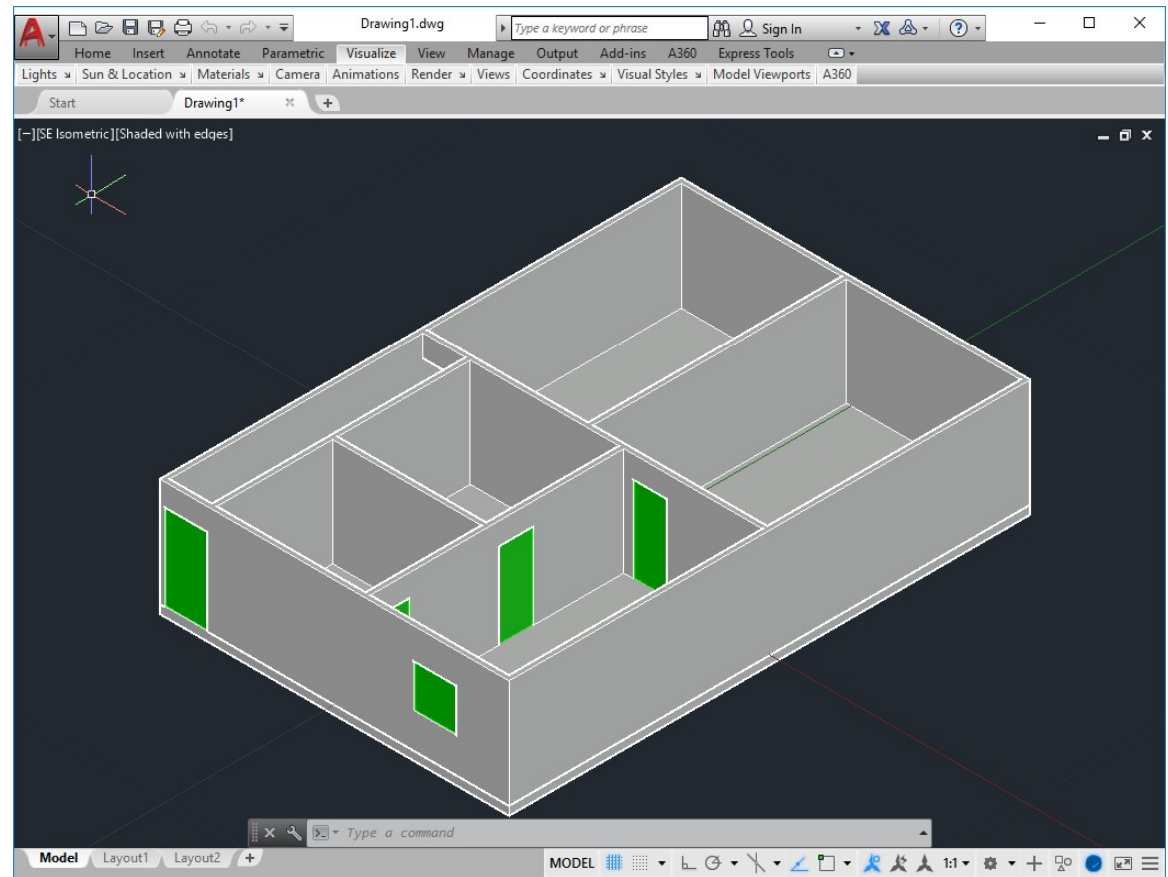 A Drawing1.dwg Type a keyword or phrase Sign In ?
Home Insert Annotate Parametric Visualize View Manage Output Add-ins A360 Express Tools
Lights Sun & Location Materials Camera Animations Render Views Coordinates Visual Styles Model Viewports A360
Start Drawing1* +
[−][SE Isometric][Shaded with edges]
Type a command
Model Layout1 Layout2 + MODEL 1:1